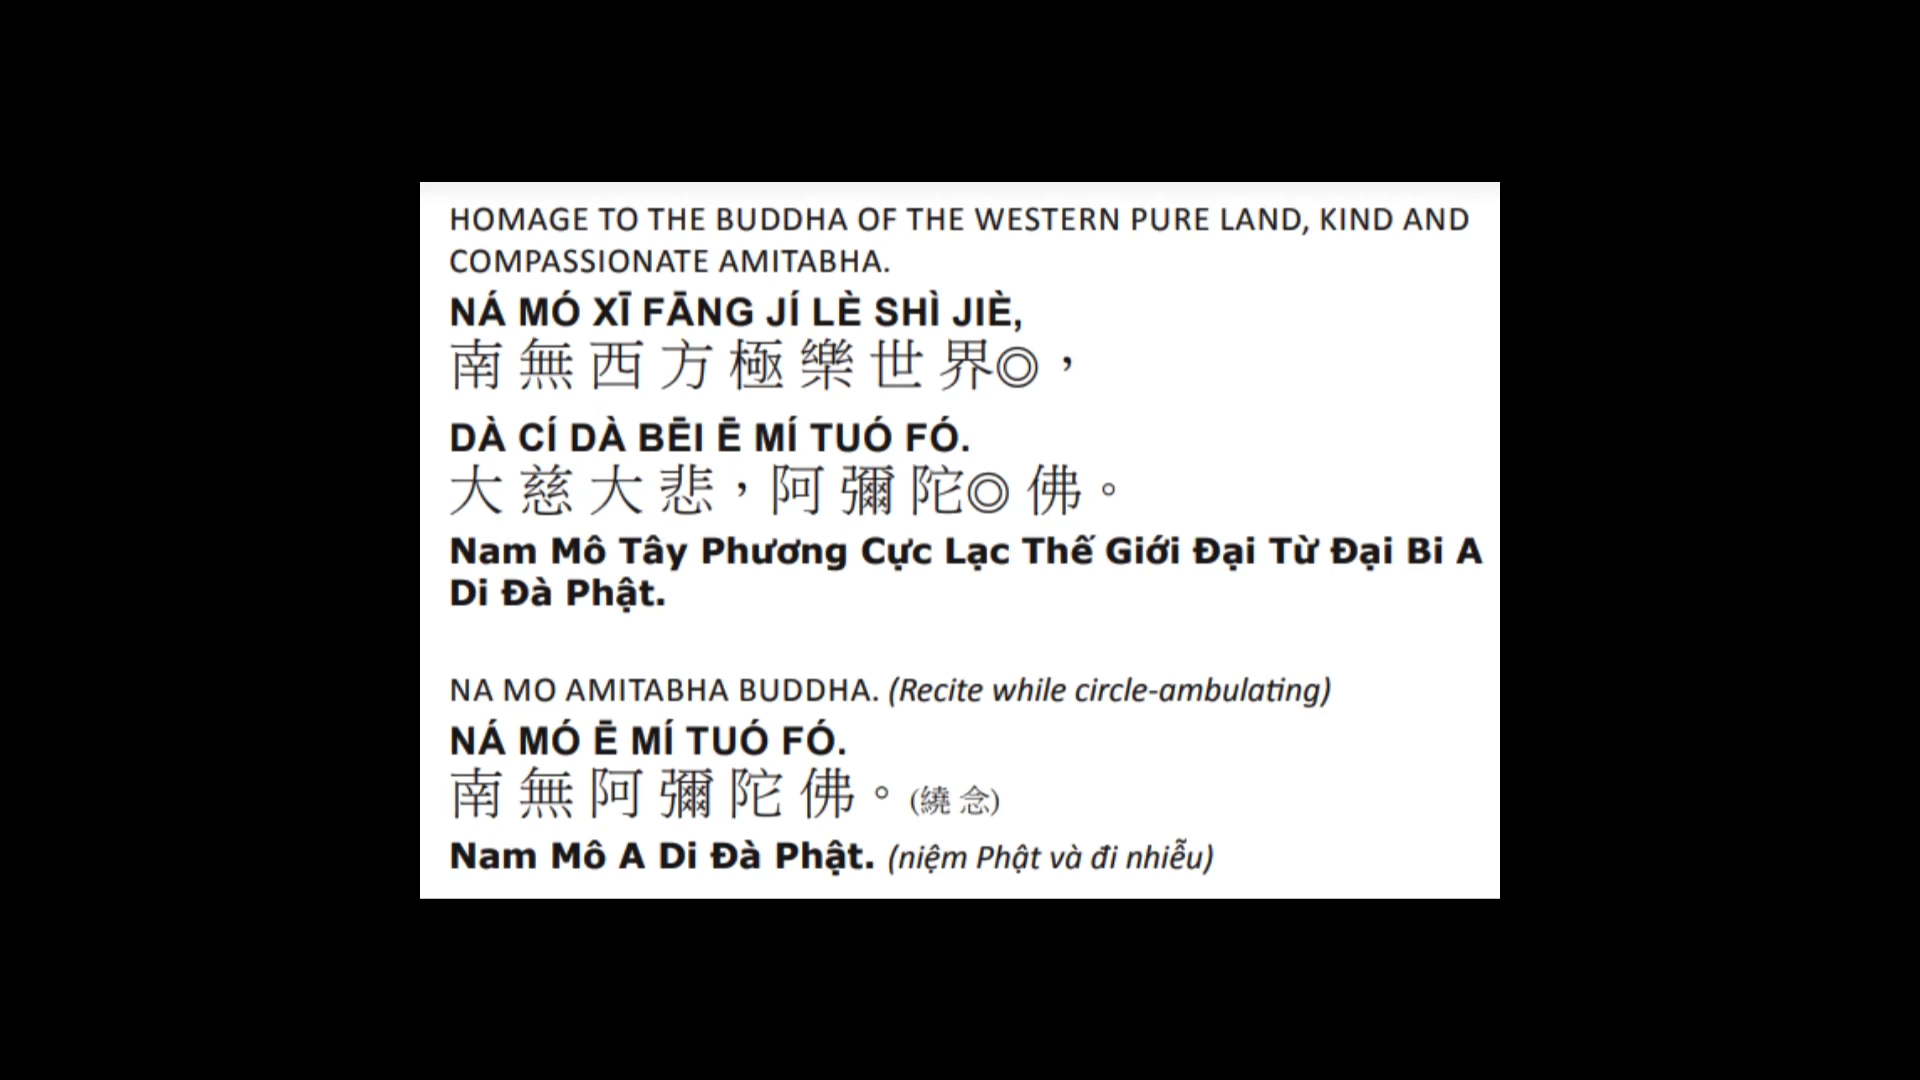 HOMAGE TO THE BUDDHA OF THE WESTERN PURE LAND, KIND AND
COMPASSIONATE AMITABHA.
NÁ MÓ XĪ FĀNG JÍ LÈ SHÌ JIÈ,
南 無 西 方 極 樂 世 界◎，
DÀ CÍ DÀ BĒI Ē MÍ TUÓ FÓ.
大 慈 大 悲，阿 彌 陀◎ 佛。
Nam Mô Tây Phương Cực Lạc Thế Giới Đại Từ Đại Bi A
Di Đà Phật.
NA MO AMITABHA BUDDHA. (Recite while circle-ambulating)
NÁ MÓ Ē MÍ TUÓ FÓ.
南 無 阿 彌 陀 佛。(繞 念)
Nam Mô A Di Đà Phật. (niệm Phật và đi nhiễu)